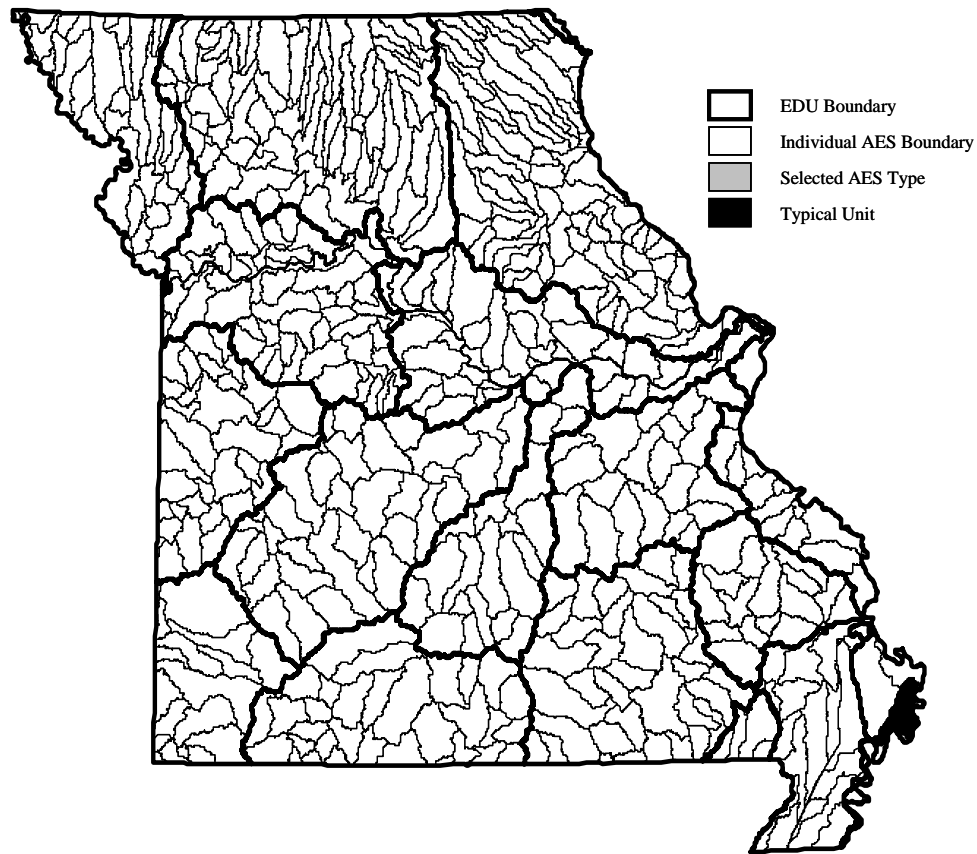 EDU Boundary
Individual AES Boundary
Selected AES Type
Typical Unit